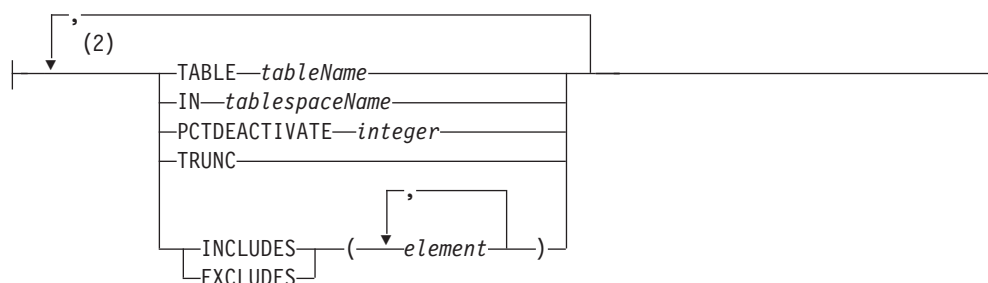 ,
(2)
TABLE tableName
IN tablespaceName
PCTDEACTIVATE integer
TRUNC
,
INCLUDES ( element )
EXCLUDES